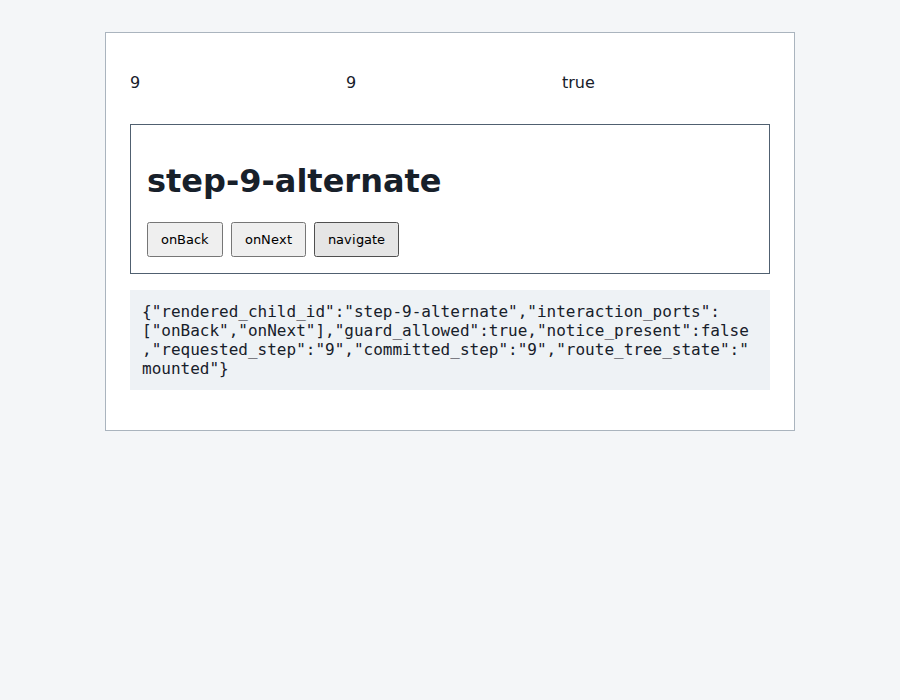 9 9 true
step-9-alternate
onBack onNext navigate
{"rendered_child_id":"step-9-alternate","interaction_ports":
["onBack","onNext"],"guard_allowed":true,"notice_present":false
,"requested_step":"9","committed_step":"9","route_tree_state":"
mounted"}